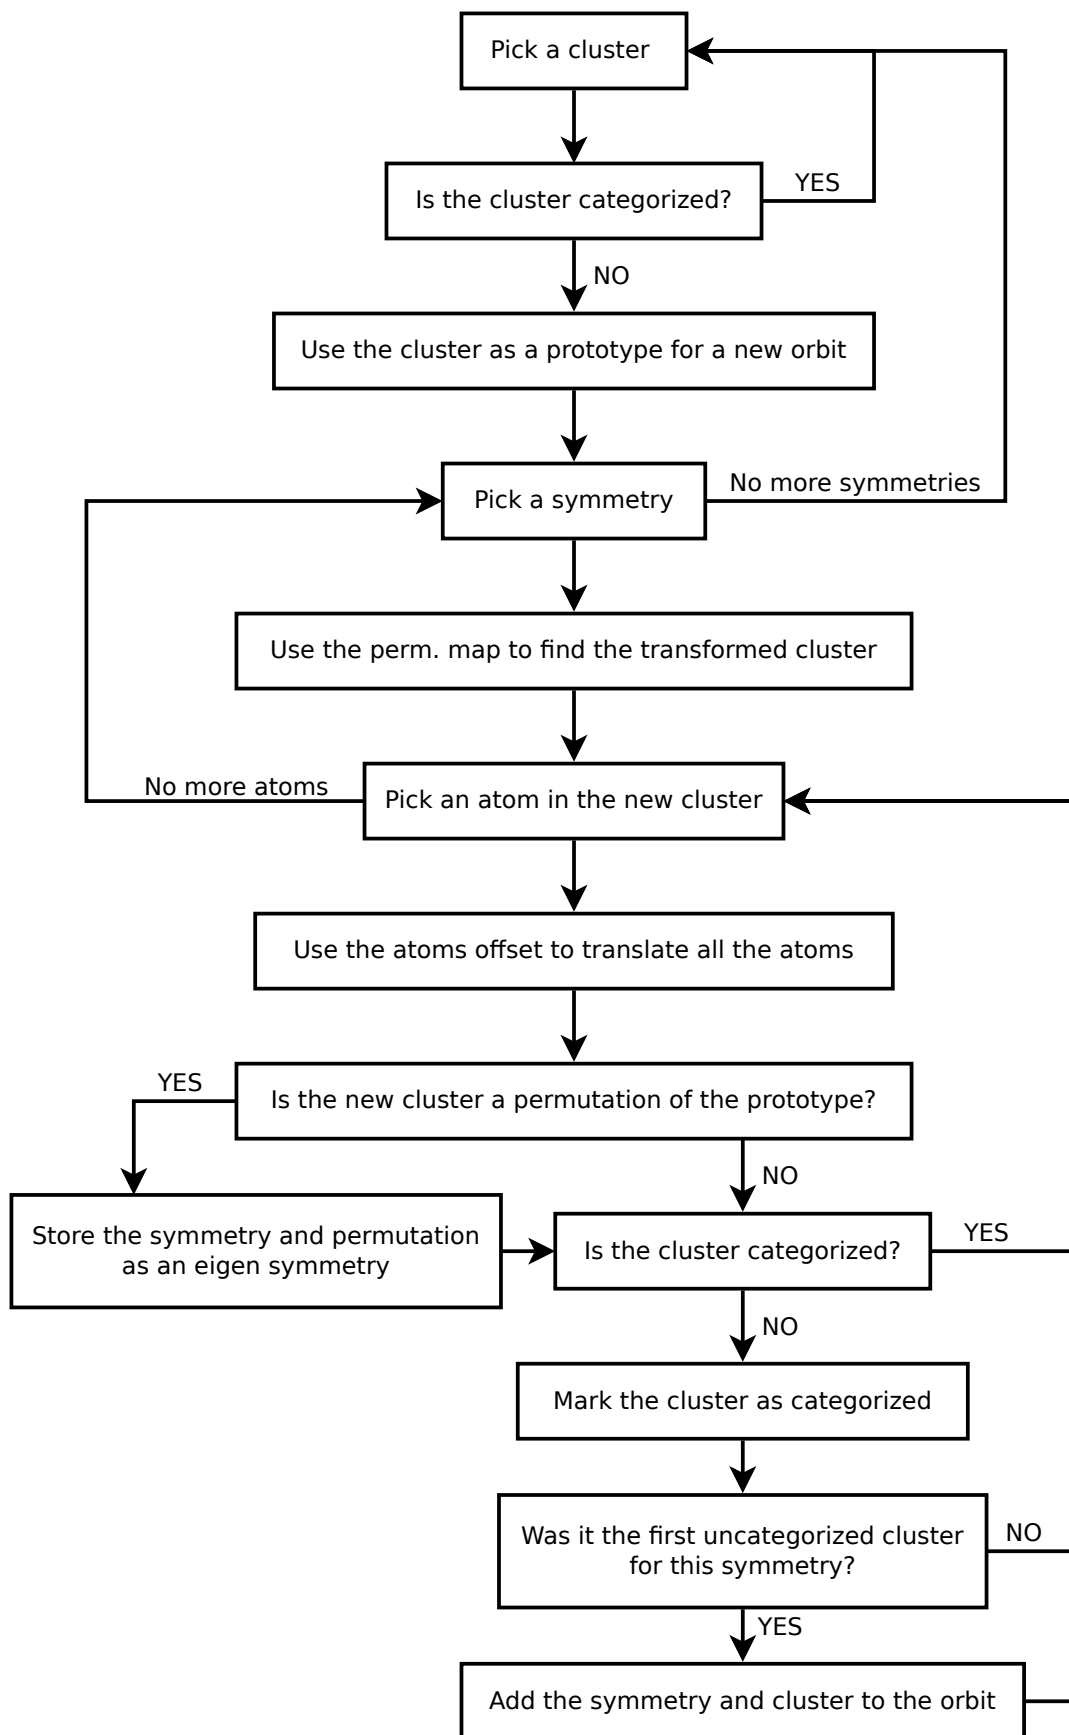 Pick a cluster
Is the cluster categorized?
YES
NO
Use the cluster as a prototype for a new orbit
Pick a symmetry
No more symmetries
Use the perm. map to find the transformed cluster
No more atoms
Pick an atom in the new cluster
Use the atoms offset to translate all the atoms
YES
Is the new cluster a permutation of the prototype?
NO
Store the symmetry and permutation
as an eigen symmetry
Is the cluster categorized?
YES
NO
Mark the cluster as categorized
Was it the first uncategorized cluster
for this symmetry?
NO
YES
Add the symmetry and cluster to the orbit